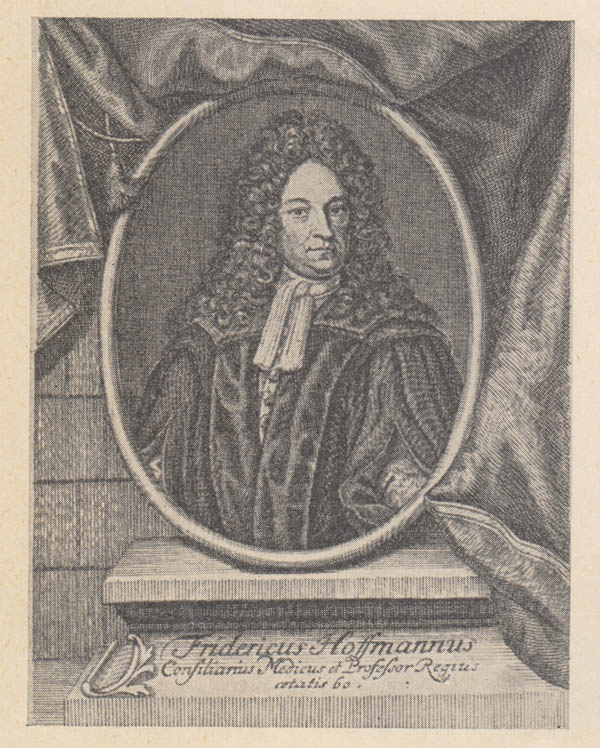 Fridericus Hoffmannus
Consiliarius Medicus et Professor Regius
ætatis 60.